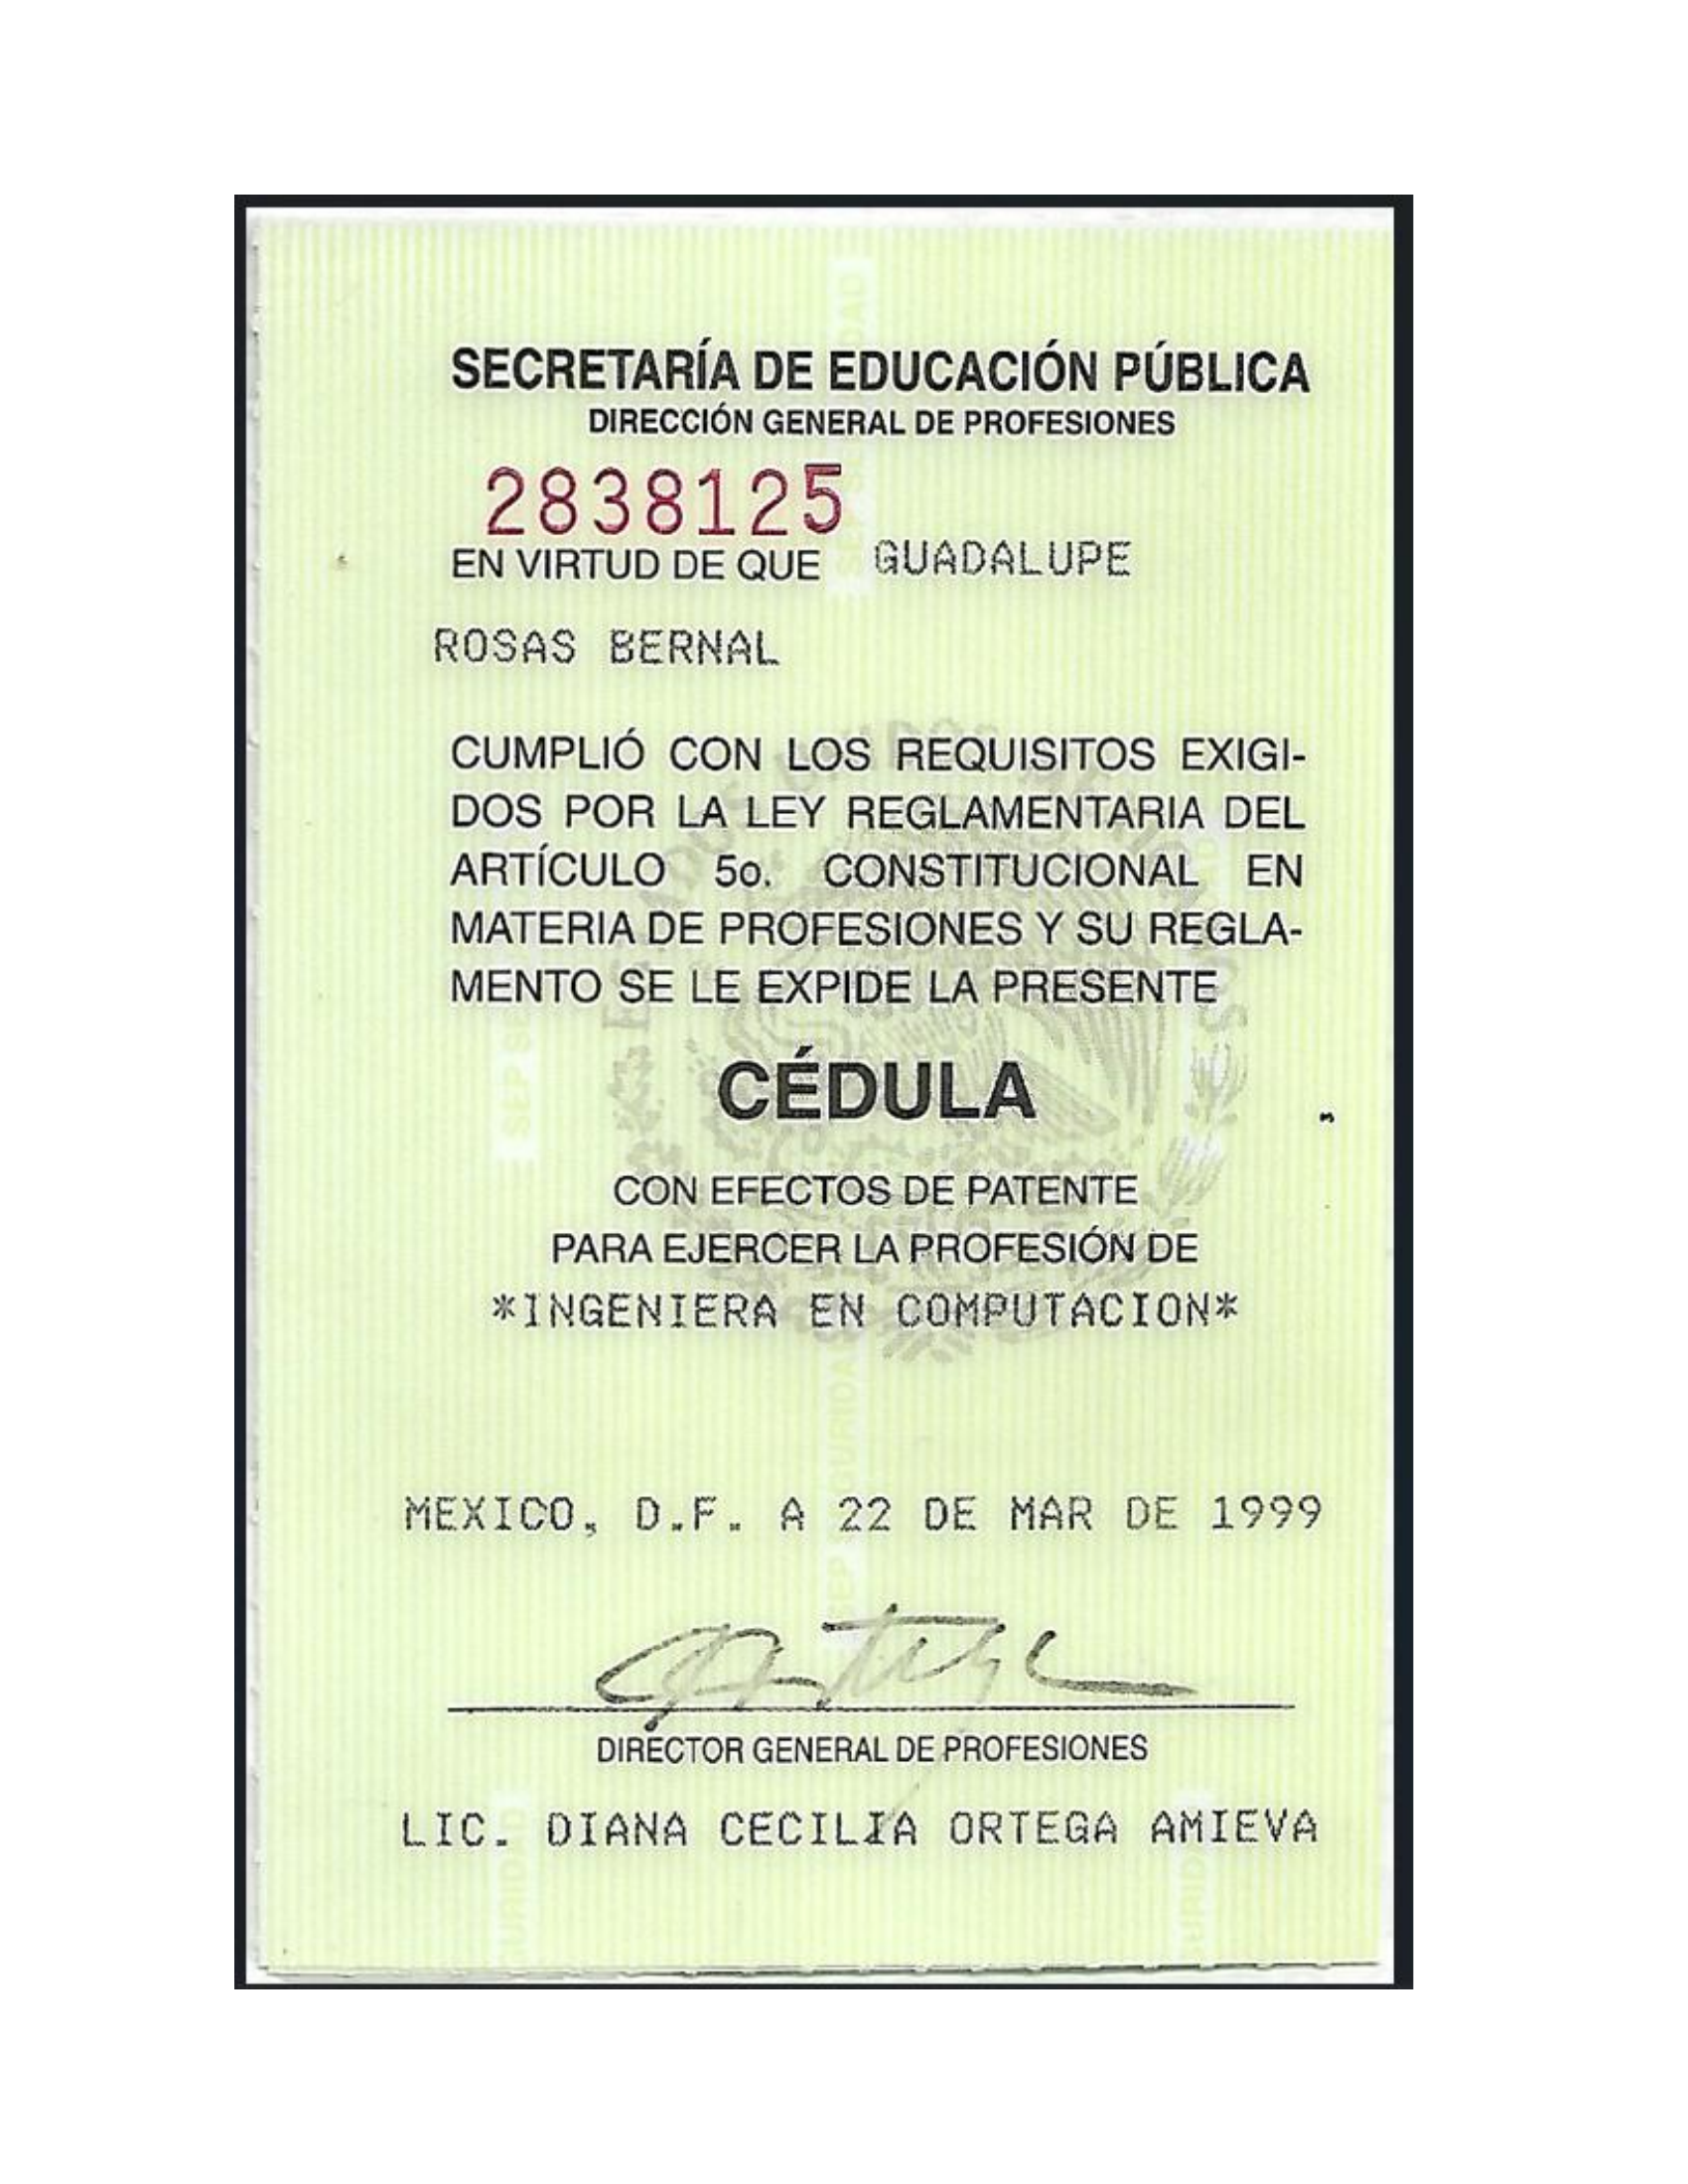 SECRETARÍA DE EDUCACIÓN PÚBLICA
DIRECCIÓN GENERAL DE PROFESIONES
2838125
EN VIRTUD DE QUE GUADALUPE
ROSAS BERNAL
CUMPLIÓ CON LOS REQUISITOS EXIGI-
DOS POR LA LEY REGLAMENTARIA DEL
ARTÍCULO 5o. CONSTITUCIONAL EN
MATERIA DE PROFESIONES Y SU REGLA-
MENTO SE LE EXPIDE LA PRESENTE
CÉDULA
CON EFECTOS DE PATENTE
PARA EJERCER LA PROFESIÓN DE
*INGENIERA EN COMPUTACION*
MEXICO, D.F. A 22 DE MAR DE 1999
DIRECTOR GENERAL DE PROFESIONES
LIC. DIANA CECILIA ORTEGA AMIEVA